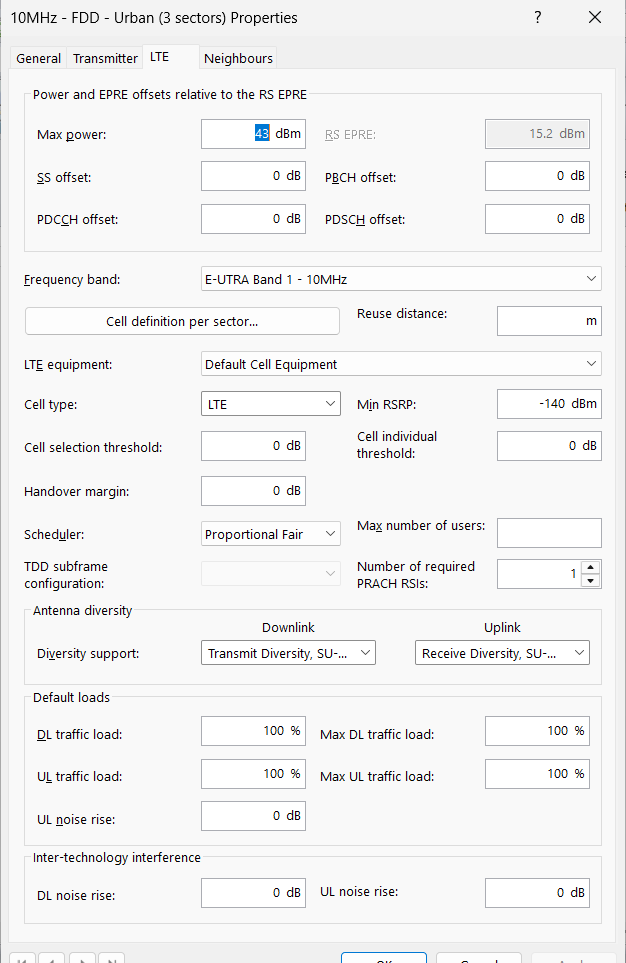 10MHz - FDD - Urban (3 sectors) Properties
?
General Transmitter LTE Neighbours
Power and EPRE offsets relative to the RS EPRE
Max power: 43 dBm RS EPRE: 15.2 dBm
SS offset: 0 dB PBCH offset: 0 dB
PDCCH offset: 0 dB PDSCH offset: 0 dB
Frequency band: E-UTRA Band 1 - 10MHz
Cell definition per sector... Reuse distance: m
LTE equipment: Default Cell Equipment
Cell type: LTE Min RSRP: -140 dBm
Cell selection threshold: 0 dB Cell individual
threshold: 0 dB
Handover margin: 0 dB
Scheduler: Proportional Fair Max number of users:
TDD subframe
configuration:
Number of required
PRACH RSIs: 1
Antenna diversity
Downlink Uplink
Diversity support: Transmit Diversity, SU-... Receive Diversity, SU-...
Default loads
DL traffic load: 100 % Max DL traffic load: 100 %
UL traffic load: 100 % Max UL traffic load: 100 %
UL noise rise: 0 dB
Inter-technology interference
DL noise rise: 0 dB UL noise rise: 0 dB